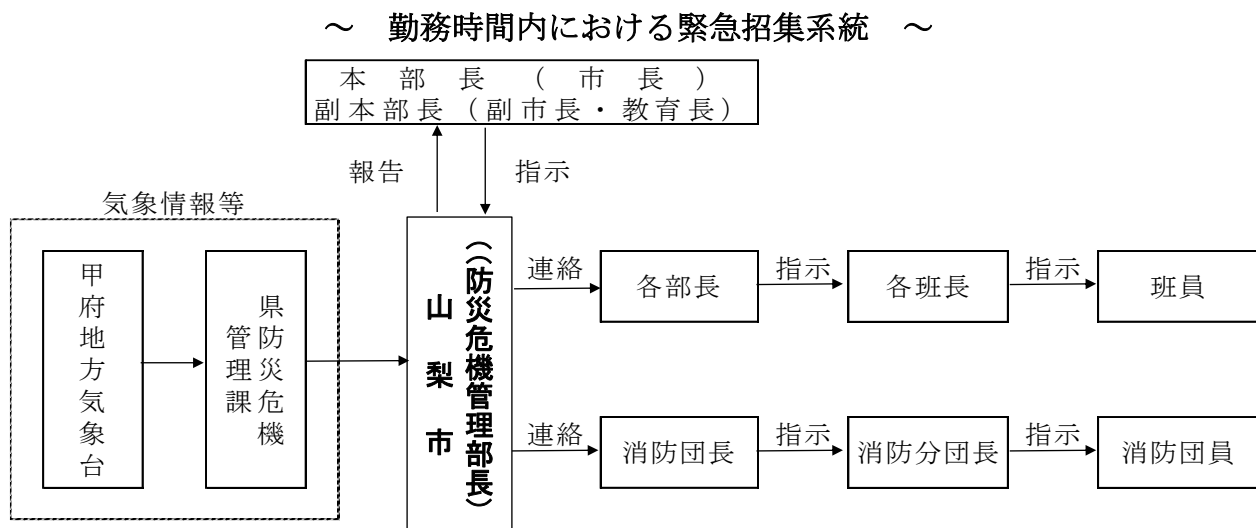 ～　勤務時間内における緊急招集系統　～
本部長（市長）
副本部長（副市長・教育長）
報告
指示
気象情報等
甲府地方気象台
県防災危機
管理課
山梨市
（（防災危機管理部長）
連絡
各部長
指示
各班長
指示
班員
連絡
消防団長
指示
消防分団長
指示
消防団員